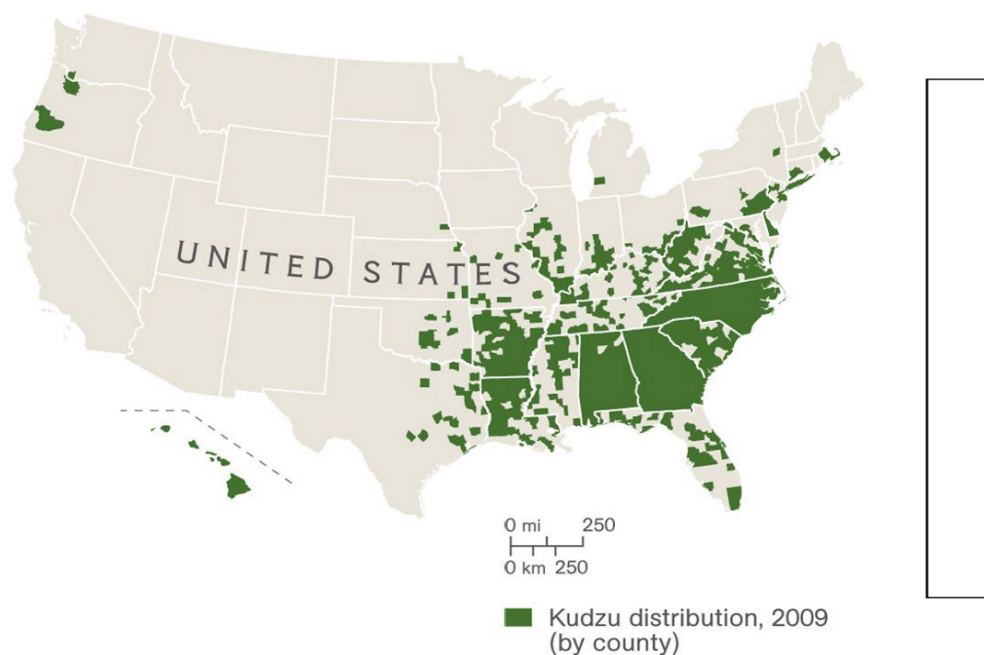 UNITED STATES
0 mi 250
0 km 250
Kudzu distribution, 2009
(by county)